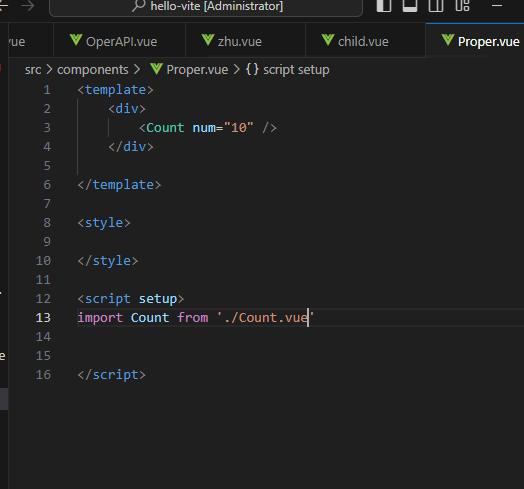 hello-vite [Administrator]
vue OperAPI.vue zhu.vue child.vue Proper.vue
src > components > Proper.vue > {} script setup
1 <template>
2 <div>
3 <Count num="10" />
4 </div>
5
6 </template>
7
8 <style>
9
10 </style>
11
12 <script setup>
13 import Count from './Count.vue'
14
15
16 </script>